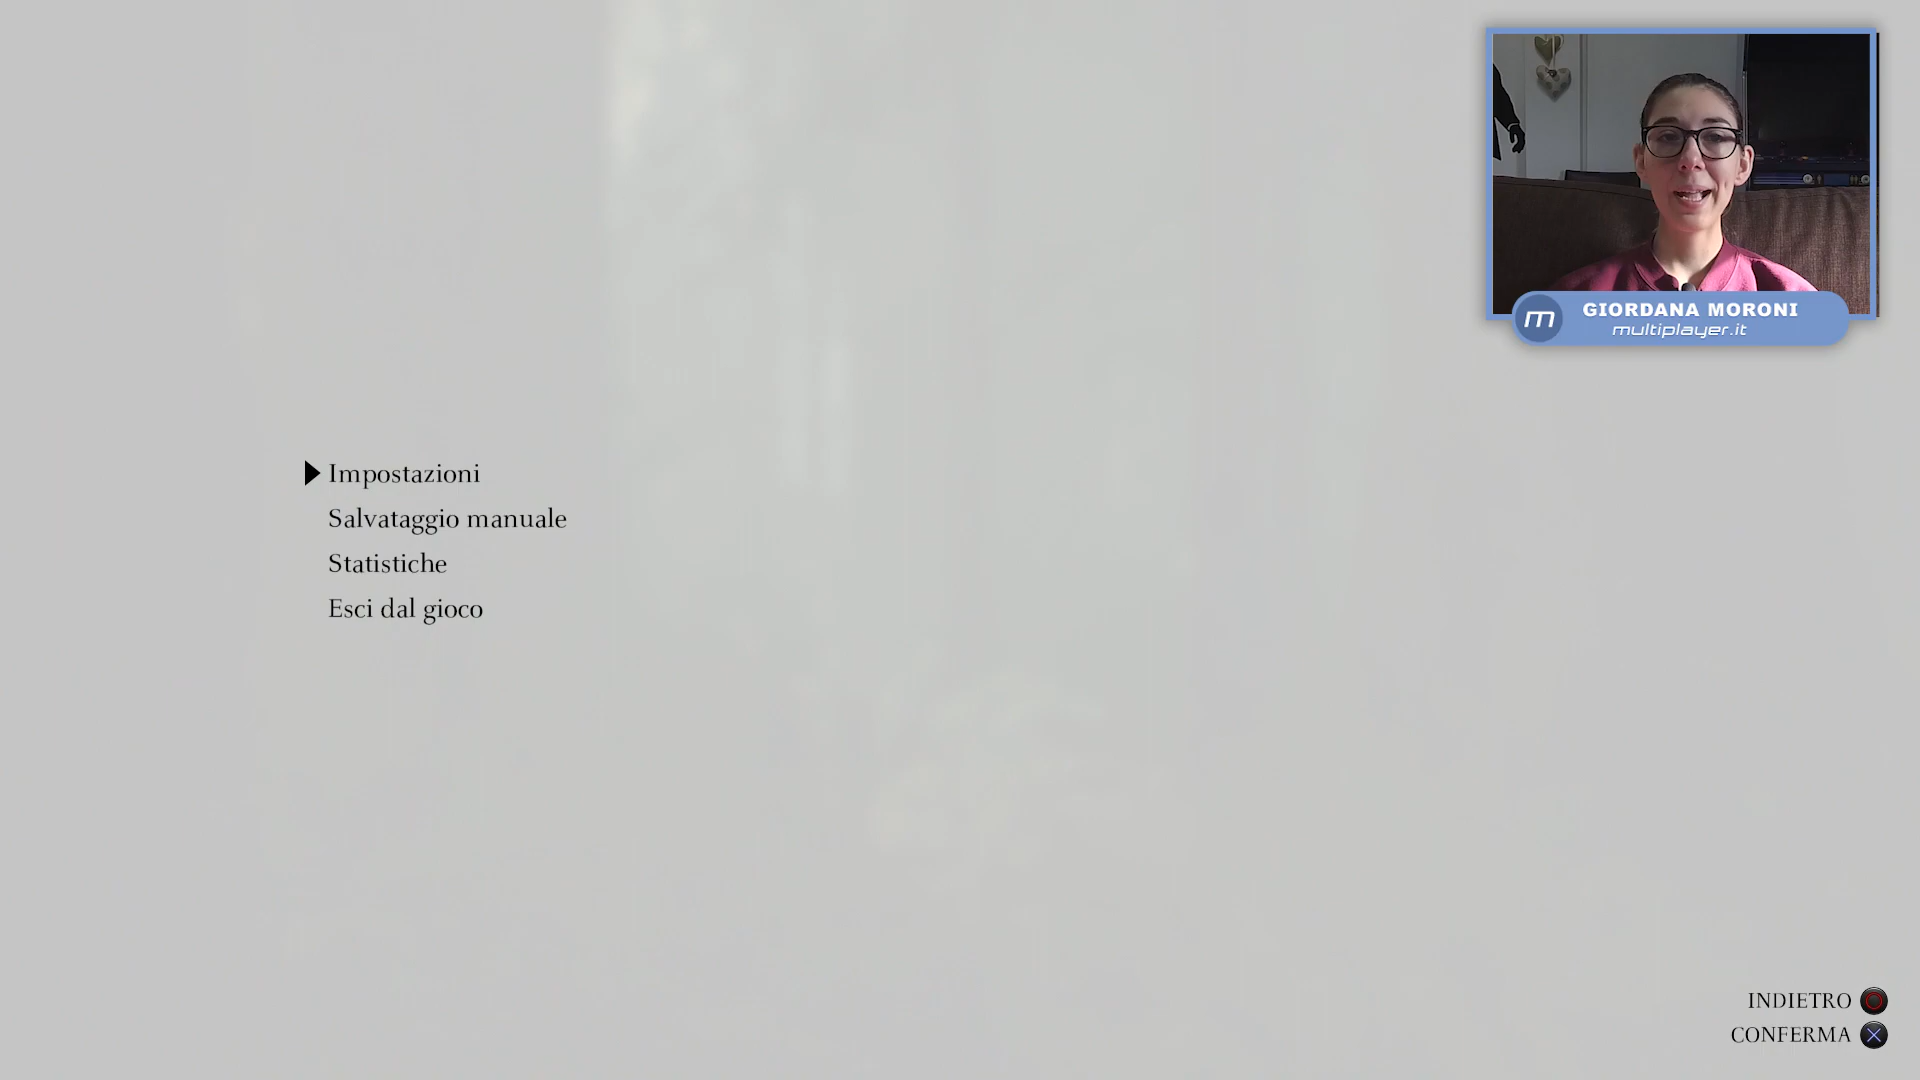 GIORDANA MORONI
m
multiplayer.it
Impostazioni
Salvataggio manuale
Statistiche
Esci dal gioco
INDIETRO
CONFERMA